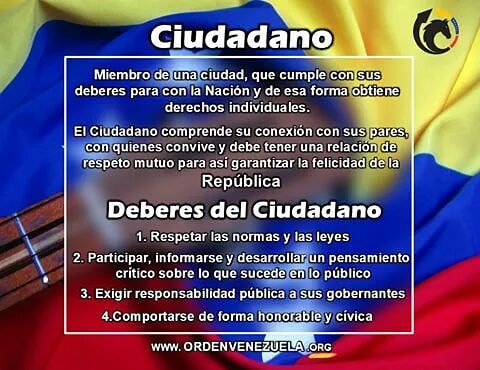 Ciudadano
Miembro de una ciudad, que cumple con sus
deberes para con la Nación y de esa forma obtiene
derechos individuales.
El Ciudadano comprende su conexión con sus pares,
con quienes convive y debe tener una relación de
respeto mutuo para así garantizar la felicidad de la
República
Deberes del Ciudadano
1. Respetar las normas y las leyes
2. Participar, informarse y desarrollar un pensamiento
crítico sobre lo que sucede en lo público
3. Exigir responsabilidad pública a sus gobernantes
4.Comportarse de forma honorable y cívica
www. ORDENVENEZUELA .ORG